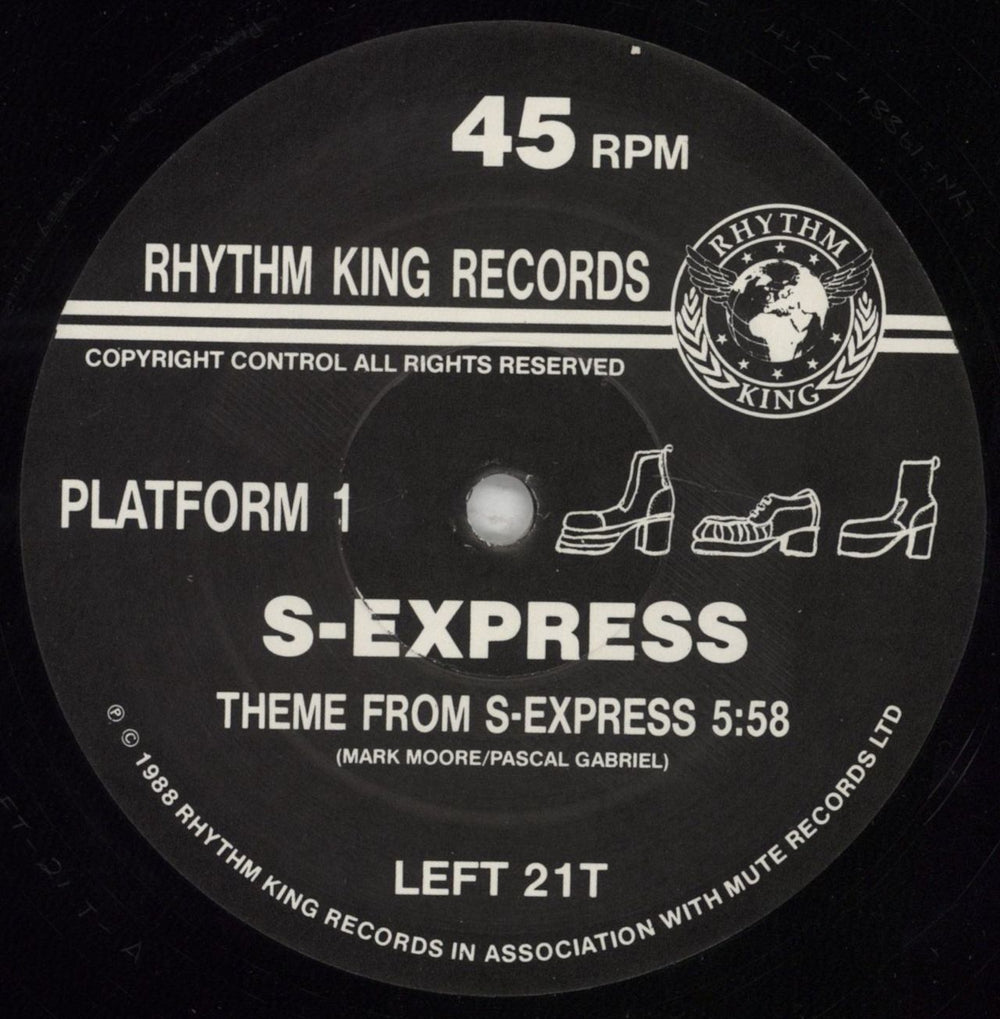 45 RPM
RHYTHM KING RECORDS
RHYTHM
KING
COPYRIGHT CONTROL ALL RIGHTS RESERVED
PLATFORM 1
S-EXPRESS
THEME FROM S-EXPRESS 5:58
(MARK MOORE/PASCAL GABRIEL)
LEFT 21T
℗ © 1988 RHYTHM KING RECORDS IN ASSOCIATION WITH MUTE RECORDS LTD